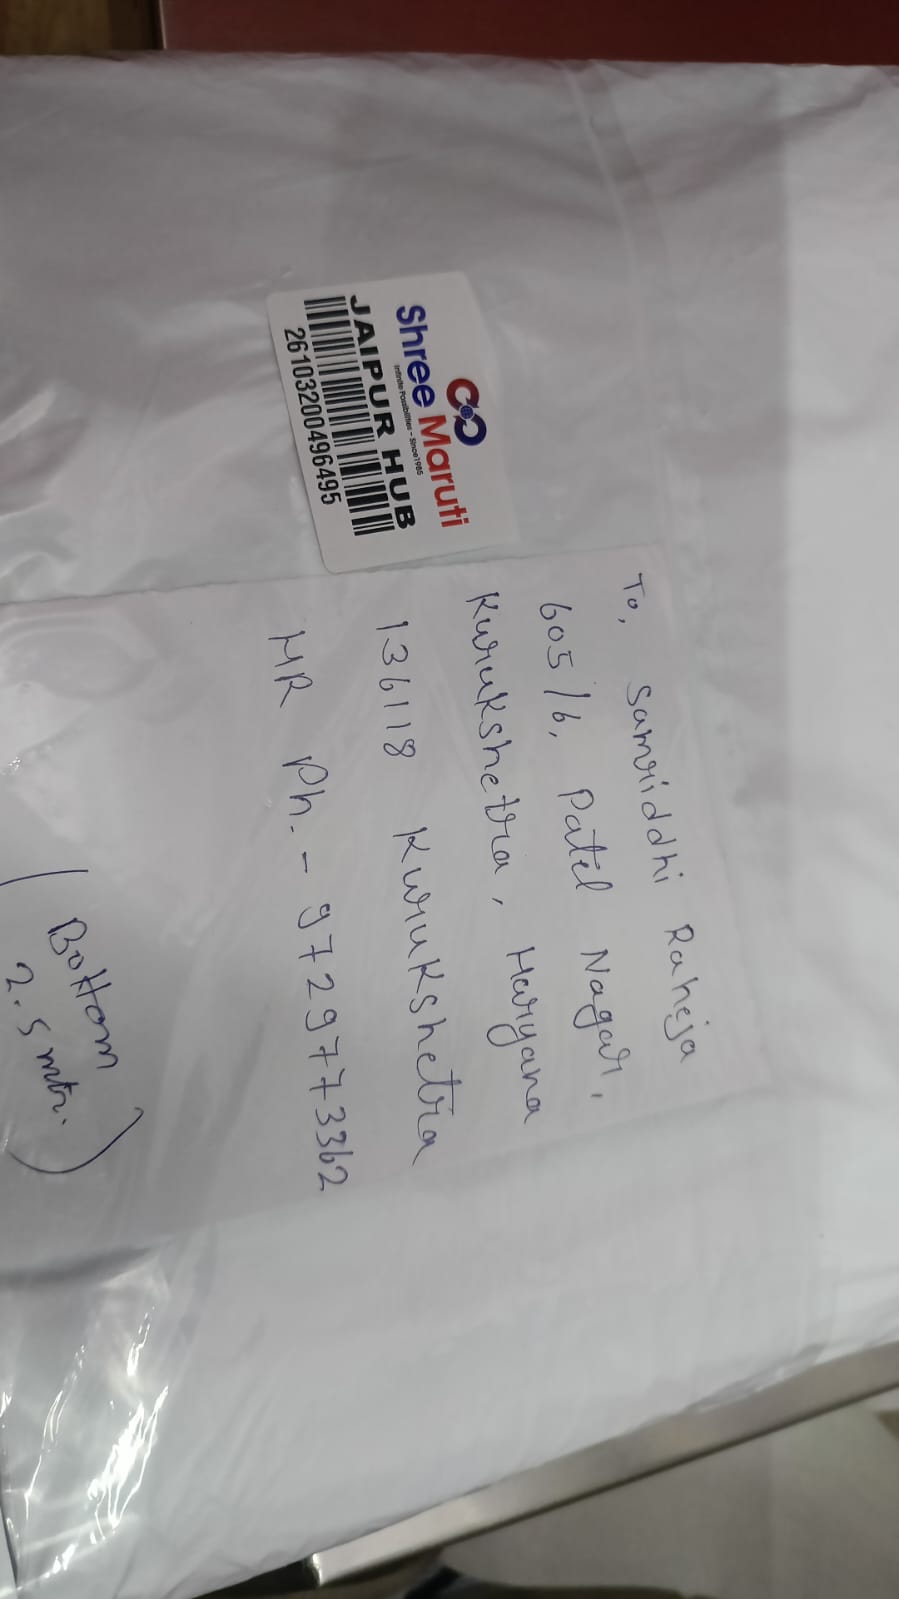 Shree Maruti
Infinite Possibilities - Since 1985
JAIPUR HUB
26103200496495
To, Samriddhi Raheja
605/6, Patel Nagar,
Kurukshetra, Haryana
136118 Kurukshetra
HR Ph. - 9729773362
(Bottom
2.5 mtr.)